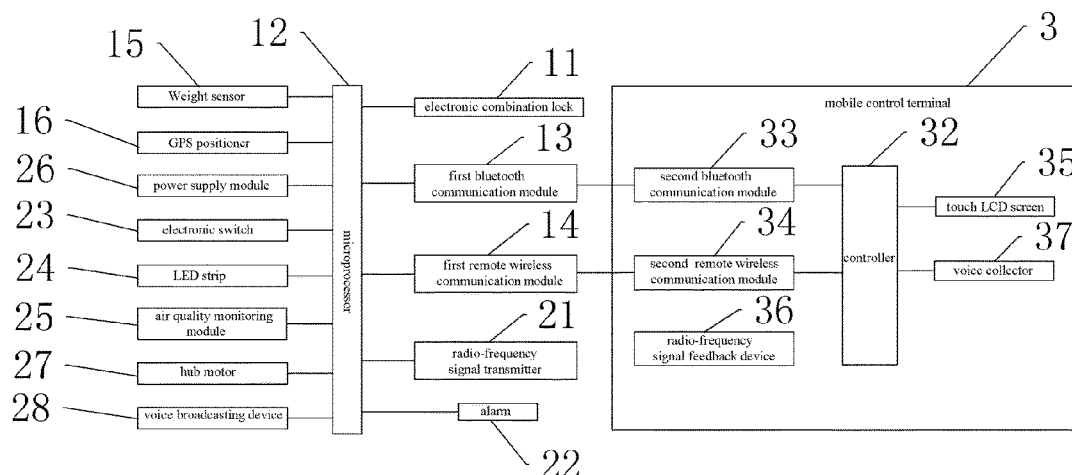 15
12
3
11
Weight sensor
electronic combination lock
mobile control terminal
16
GPS positioner
13
33
32
35
26
power supply module
first bluetooth
communication module
second bluetooth
communication module
touch LCD screen
23
electronic switch
14
34
37
24
LED strip
microprocessor
first remote wireless
communication module
second remote wireless
communication module
controller
voice collector
25
air quality monitoring
module
21
36
27
hub motor
radio-frequency
signal transmitter
radio-frequency
signal feedback device
28
voice broadcasting device
alarm
22